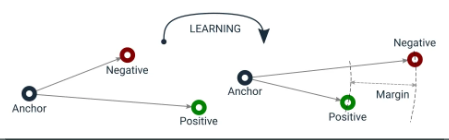 LEARNING
Negative
Anchor
Positive
Negative
Anchor
Margin
Positive